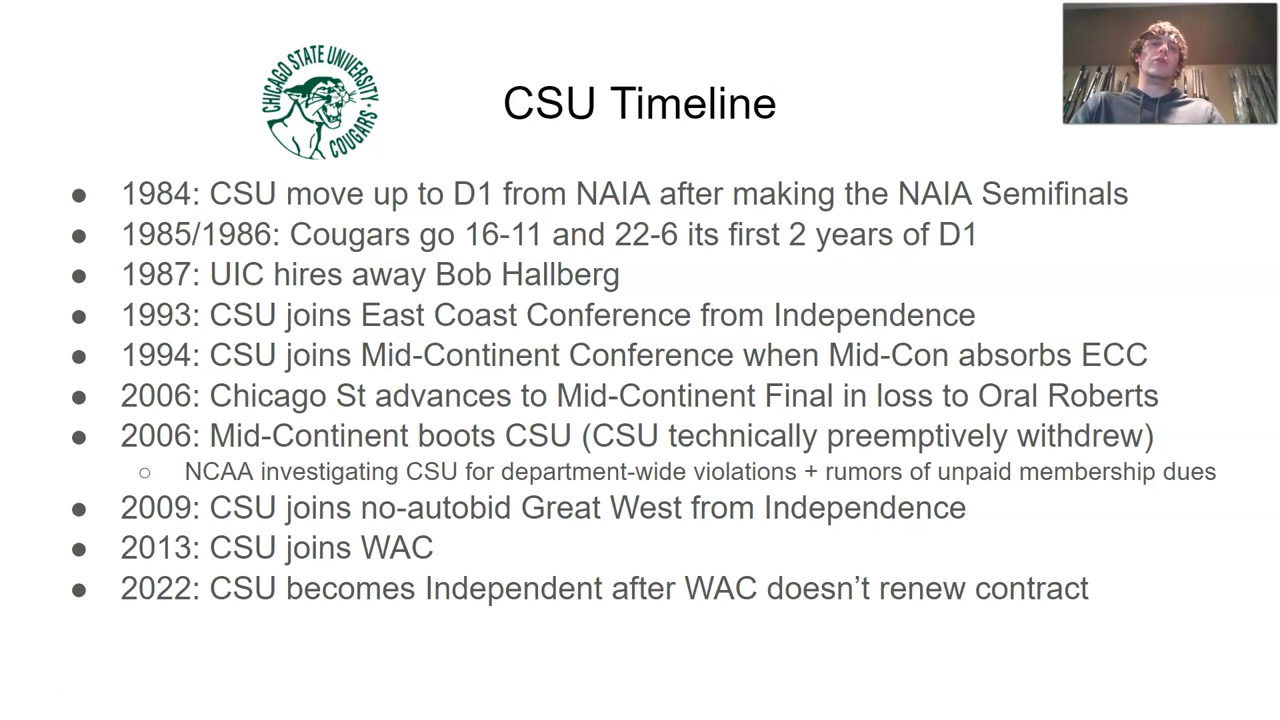 CHICAGO STATE UNIVERSITY
COUGARS
CSU Timeline
● 1984: CSU move up to D1 from NAIA after making the NAIA Semifinals
● 1985/1986: Cougars go 16-11 and 22-6 its first 2 years of D1
● 1987: UIC hires away Bob Hallberg
● 1993: CSU joins East Coast Conference from Independence
● 1994: CSU joins Mid-Continent Conference when Mid-Con absorbs ECC
● 2006: Chicago St advances to Mid-Continent Final in loss to Oral Roberts
● 2006: Mid-Continent boots CSU (CSU technically preemptively withdrew)
○ NCAA investigating CSU for department-wide violations + rumors of unpaid membership dues
● 2009: CSU joins no-autobid Great West from Independence
● 2013: CSU joins WAC
● 2022: CSU becomes Independent after WAC doesn’t renew contract